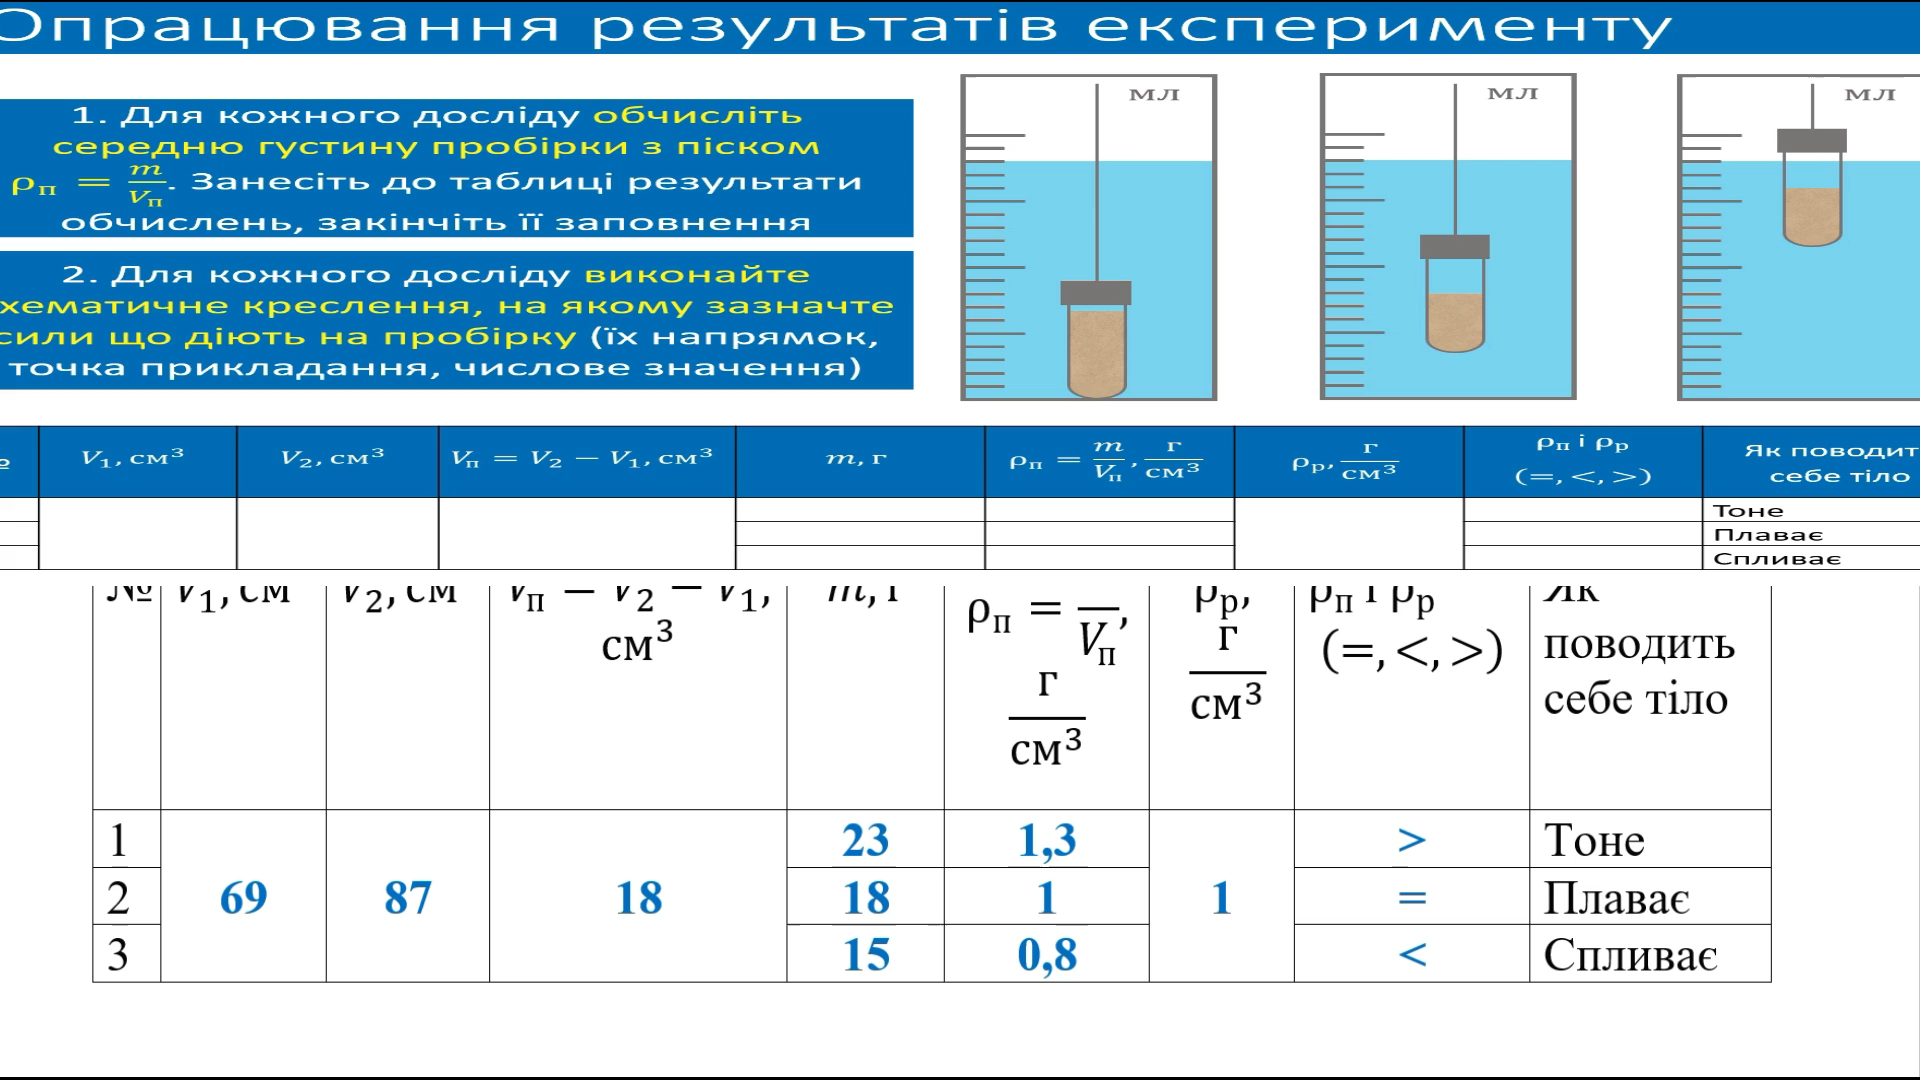 Опрацювання результатів експерименту
1. Для кожного досліду обчисліть
середню густину пробірки з піском
ρп = m/Vп. Занесіть до таблиці результати
обчислень, закінчіть її заповнення
2. Для кожного досліду виконайте
хематичне креслення, на якому зазначте
сили що діють на пробірку (їх напрямок,
точка прикладання, числове значення)
мл
мл
мл
V₁, см³ V₂, см³ Vп = V₂ − V₁, см³ m, г ρп = m/Vп, г/см³ ρр, г/см³ ρп і ρр (=, <, >) Як поводит себе тіло
Тоне
Плаває
Спливає
№ V₁, см V₂, см Vп = V₂ − V₁, см³ m, г ρп = /Vп, г/см³ ρр, г/см³ ρп і ρр (=, <, >) Як поводить себе тіло
1 23 1,3 > Тоне
2 69 87 18 18 1 1 = Плаває
3 15 0,8 < Спливає